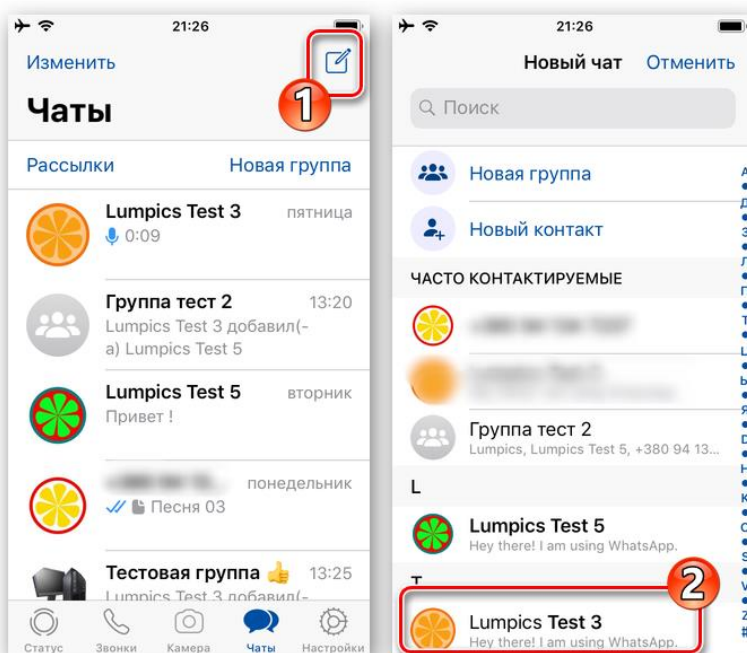 21:26
Изменить
1
Чаты
Рассылки Новая группа
Lumpics Test 3 пятница
0:09
Группа тест 2 13:20
Lumpics Test 3 добавил(-
а) Lumpics Test 5
Lumpics Test 5 вторник
Привет !
понедельник
Песня 03
Тестовая группа 👍 13:25
Lumpics Test 3 добавил(-
Статус Звонки Камера Чаты Настройки
21:26
Новый чат Отменить
Поиск
Новая группа
Новый контакт
ЧАСТО КОНТАКТИРУЕМЫЕ
Группа тест 2
Lumpics, Lumpics Test 5, +380 94 13...
L
Lumpics Test 5
Hey there! I am using WhatsApp.
T
2
Lumpics Test 3
Hey there! I am using WhatsApp.